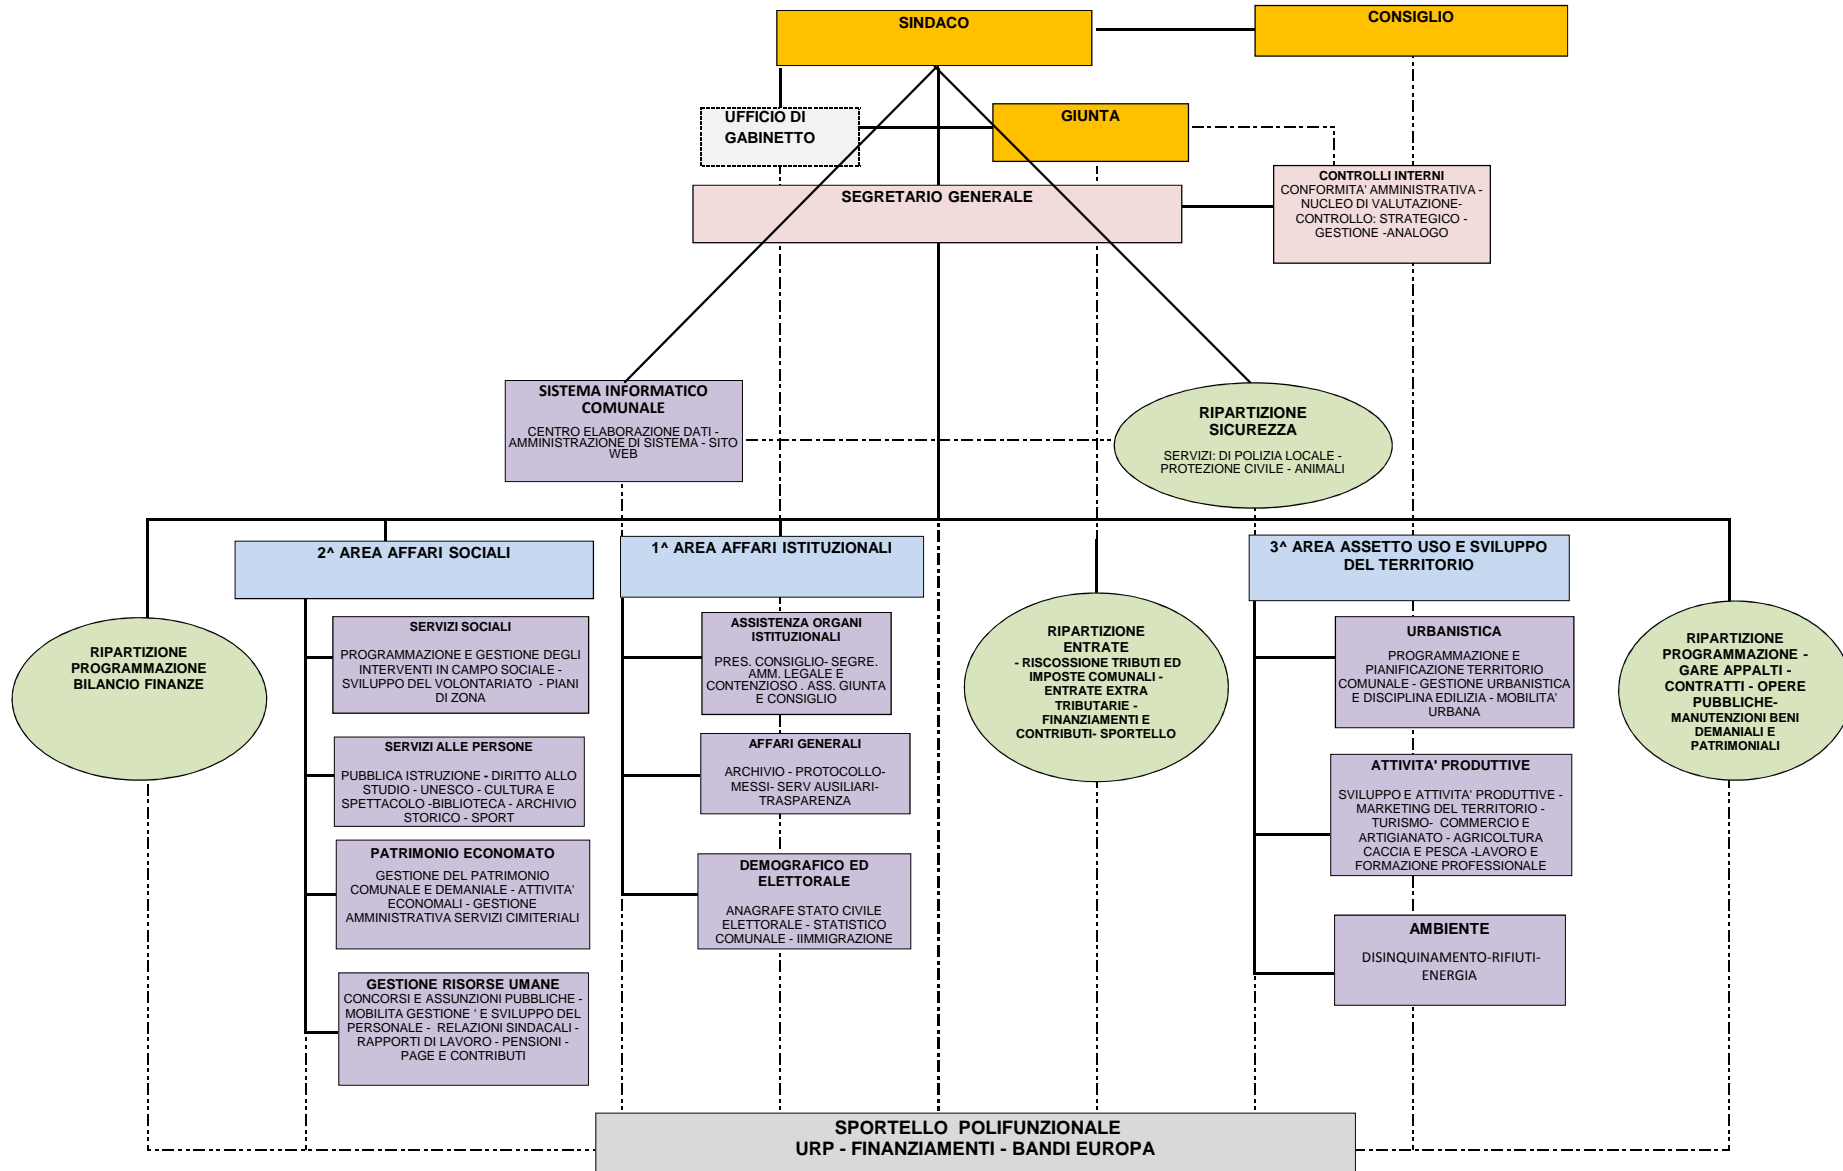 SINDACO
CONSIGLIO
UFFICIO DI
GABINETTO
GIUNTA
SEGRETARIO GENERALE
CONTROLLI INTERNI
CONFORMITA' AMMINISTRATIVA -
NUCLEO DI VALUTAZIONE-
CONTROLLO: STRATEGICO -
GESTIONE -ANALOGO
SISTEMA INFORMATICO
COMUNALE
CENTRO ELABORAZIONE DATI -
AMMINISTRAZIONE DI SISTEMA - SITO
WEB
RIPARTIZIONE
SICUREZZA
SERVIZI: DI POLIZIA LOCALE -
PROTEZIONE CIVILE - ANIMALI
2^ AREA AFFARI SOCIALI
1^ AREA AFFARI ISTITUZIONALI
3^ AREA ASSETTO USO E SVILUPPO
DEL TERRITORIO
RIPARTIZIONE
PROGRAMMAZIONE
BILANCIO FINANZE
SERVIZI SOCIALI
PROGRAMMAZIONE E GESTIONE DEGLI
INTERVENTI IN CAMPO SOCIALE -
SVILUPPO DEL VOLONTARIATO - PIANI
DI ZONA
SERVIZI ALLE PERSONE
PUBBLICA ISTRUZIONE - DIRITTO ALLO
STUDIO - UNESCO - CULTURA E
SPETTACOLO -BIBLIOTECA - ARCHIVIO
STORICO - SPORT
PATRIMONIO ECONOMATO
GESTIONE DEL PATRIMONIO
COMUNALE E DEMANIALE - ATTIVITA'
ECONOMALI - GESTIONE
AMMINISTRATIVA SERVIZI CIMITERIALI
GESTIONE RISORSE UMANE
CONCORSI E ASSUNZIONI PUBBLICHE -
MOBILITA GESTIONE ' E SVILUPPO DEL
PERSONALE - RELAZIONI SINDACALI -
RAPPORTI DI LAVORO - PENSIONI -
PAGE E CONTRIBUTI
ASSISTENZA ORGANI
ISTITUZIONALI
PRES. CONSIGLIO- SEGRE.
AMM. LEGALE E
CONTENZIOSO . ASS. GIUNTA
E CONSIGLIO
AFFARI GENERALI
ARCHIVIO - PROTOCOLLO-
MESSI- SERV AUSILIARI-
TRASPARENZA
DEMOGRAFICO ED
ELETTORALE
ANAGRAFE STATO CIVILE
ELETTORALE - STATISTICO
COMUNALE - IIMMIGRAZIONE
RIPARTIZIONE
ENTRATE
- RISCOSSIONE TRIBUTI ED
IMPOSTE COMUNALI -
ENTRATE EXTRA
TRIBUTARIE -
FINANZIAMENTI E
CONTRIBUTI- SPORTELLO
URBANISTICA
PROGRAMMAZIONE E
PIANIFICAZIONE TERRITORIO
COMUNALE - GESTIONE URBANISTICA
E DISCIPLINA EDILIZIA - MOBILITA'
URBANA
ATTIVITA' PRODUTTIVE
SVILUPPO E ATTIVITA' PRODUTTIVE -
MARKETING DEL TERRITORIO -
TURISMO- COMMERCIO E
ARTIGIANATO - AGRICOLTURA
CACCIA E PESCA -LAVORO E
FORMAZIONE PROFESSIONALE
AMBIENTE
DISINQUINAMENTO-RIFIUTI-
ENERGIA
RIPARTIZIONE
PROGRAMMAZIONE -
GARE APPALTI -
CONTRATTI - OPERE
PUBBLICHE-
MANUTENZIONI BENI
DEMANIALI E
PATRIMONIALI
SPORTELLO POLIFUNZIONALE
URP - FINANZIAMENTI - BANDI EUROPA